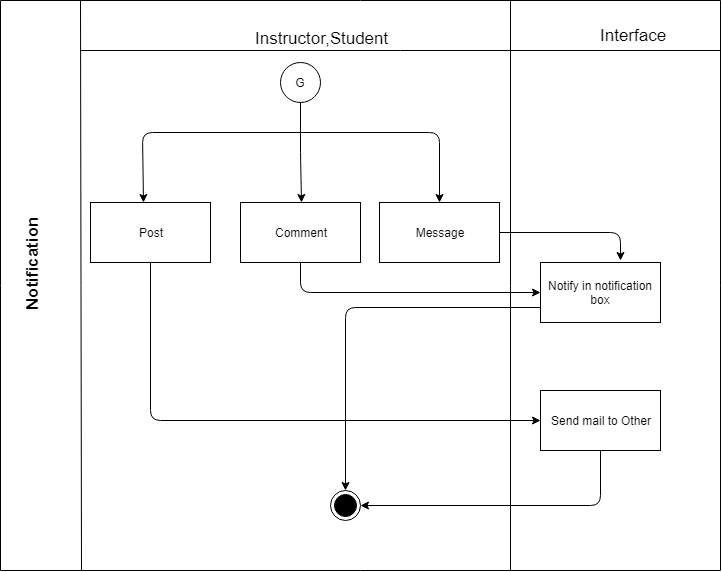 Instructor,Student
Interface
G
Notification
Post
Comment
Message
Notify in notification
box
Send mail to Other